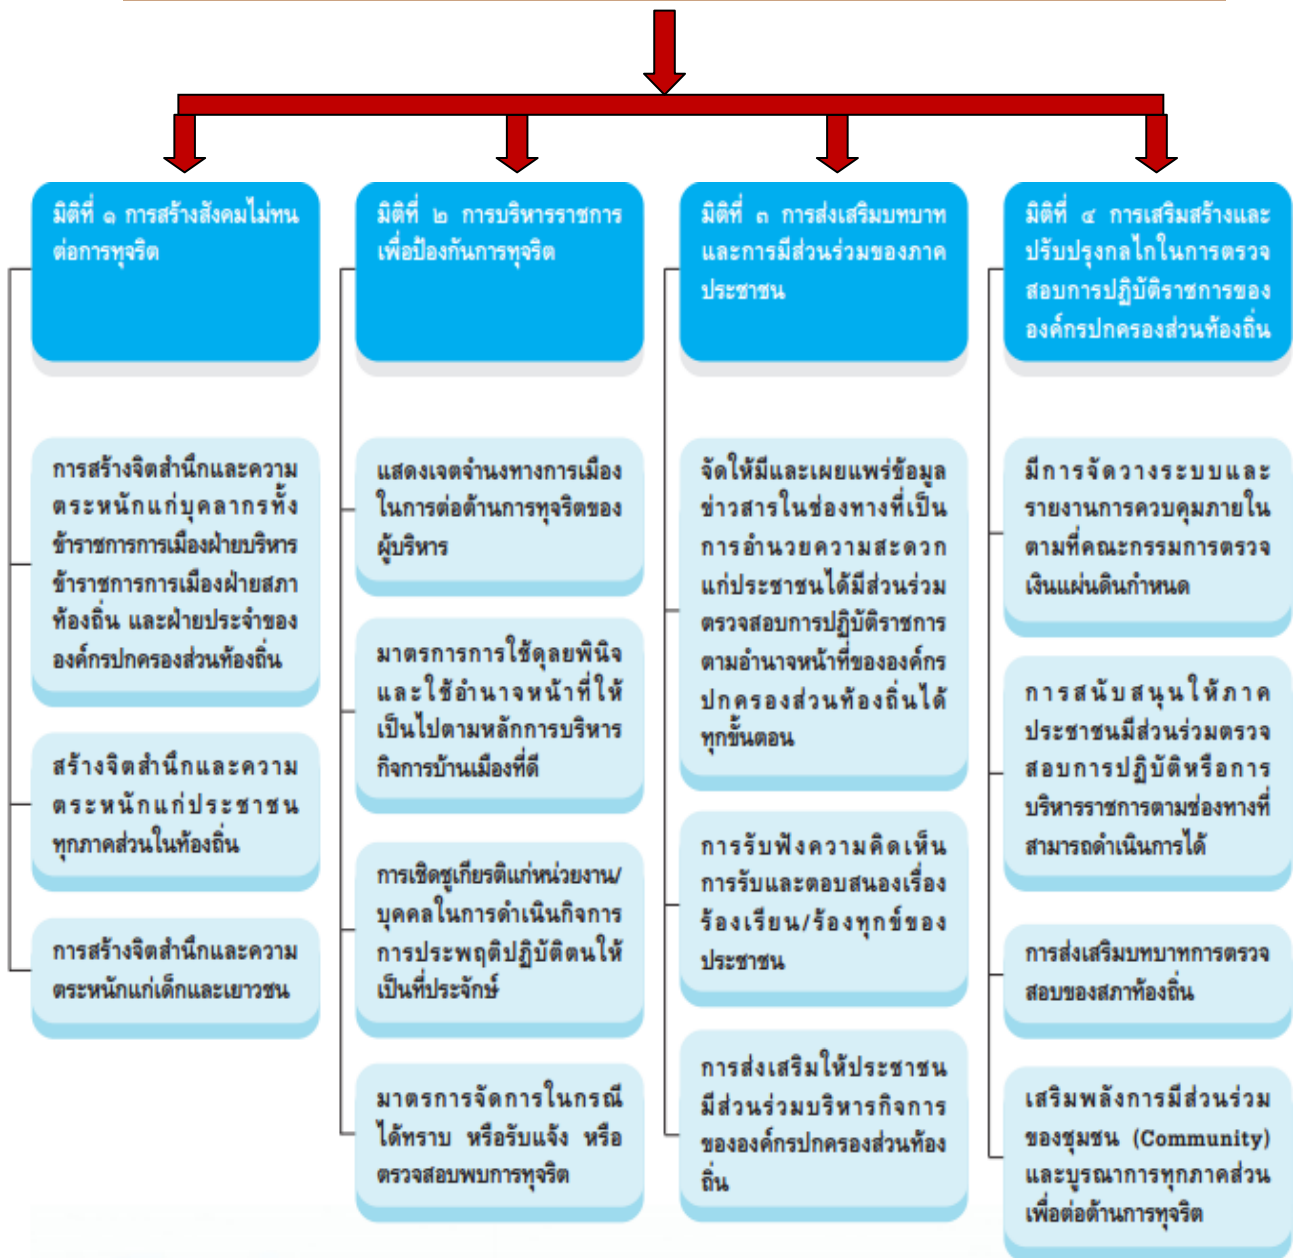 มิติที่ ๑ การสร้างสังคมไม่ทน
ต่อการทุจริต
การสร้างจิตสำนึกและความ
ตระหนักแก่บุคลากรทั้ง
ข้าราชการการเมืองฝ่ายบริหาร
ข้าราชการการเมืองฝ่ายสภา
ท้องถิ่น และฝ่ายประจำของ
องค์กรปกครองส่วนท้องถิ่น
สร้างจิตสำนึกและความ
ตระหนักแก่ประชาชน
ทุกภาคส่วนในท้องถิ่น
การสร้างจิตสำนึกและความ
ตระหนักแก่เด็กและเยาวชน
มิติที่ ๒ การบริหารราชการ
เพื่อป้องกันการทุจริต
แสดงเจตจำนงทางการเมือง
ในการต่อต้านการทุจริตของ
ผู้บริหาร
มาตรการการใช้ดุลยพินิจ
และใช้อำนาจหน้าที่ให้
เป็นไปตามหลักการบริหาร
กิจการบ้านเมืองที่ดี
การเชิดชูเกียรติแก่หน่วยงาน/
บุคคลในการดำเนินกิจการ
การประพฤติปฏิบัติตนให้
เป็นที่ประจักษ์
มาตรการจัดการในกรณี
ได้ทราบ หรือรับแจ้ง หรือ
ตรวจสอบพบการทุจริต
มิติที่ ๓ การส่งเสริมบทบาท
และการมีส่วนร่วมของภาค
ประชาชน
จัดให้มีและเผยแพร่ข้อมูล
ข่าวสารในช่องทางที่เป็น
การอำนวยความสะดวก
แก่ประชาชนได้มีส่วนร่วม
ตรวจสอบการปฏิบัติราชการ
ตามอำนาจหน้าที่ขององค์กร
ปกครองส่วนท้องถิ่นได้
ทุกขั้นตอน
การรับฟังความคิดเห็น
การรับและตอบสนองเรื่อง
ร้องเรียน/ร้องทุกข์ของ
ประชาชน
การส่งเสริมให้ประชาชน
มีส่วนร่วมบริหารกิจการ
ขององค์กรปกครองส่วนท้อง
ถิ่น
มิติที่ ๔ การเสริมสร้างและ
ปรับปรุงกลไกในการตรวจ
สอบการปฏิบัติราชการของ
องค์กรปกครองส่วนท้องถิ่น
มีการจัดวางระบบและ
รายงานการควบคุมภายใน
ตามที่คณะกรรมการตรวจ
เงินแผ่นดินกำหนด
การสนับสนุนให้ภาค
ประชาชนมีส่วนร่วมตรวจ
สอบการปฏิบัติหรือการ
บริหารราชการตามช่องทางที่
สามารถดำเนินการได้
การส่งเสริมบทบาทการตรวจ
สอบของสภาท้องถิ่น
เสริมพลังการมีส่วนร่วม
ของชุมชน (Community)
และบูรณาการทุกภาคส่วน
เพื่อต่อต้านการทุจริต